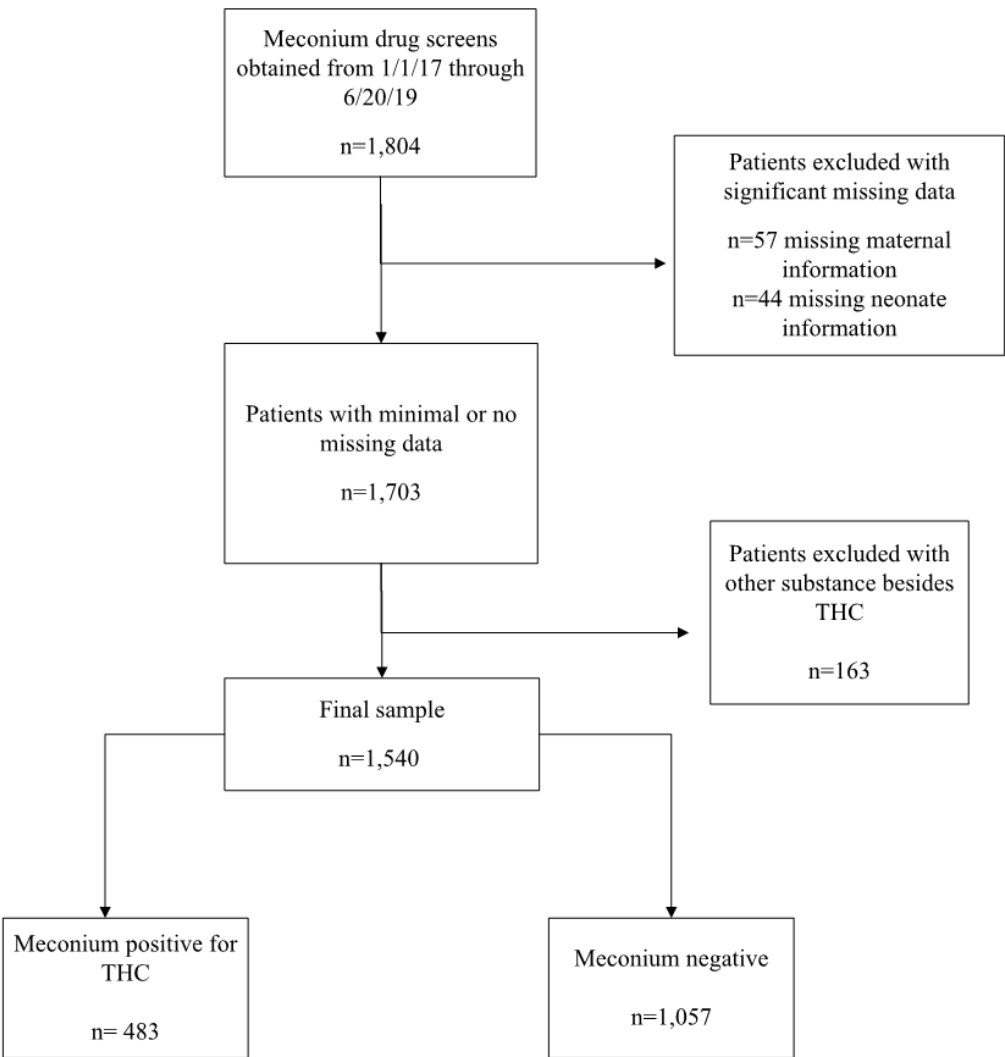 Meconium drug screens
obtained from 1/1/17 through
6/20/19
n=1,804
Patients excluded with
significant missing data
n=57 missing maternal
information
n=44 missing neonate
information
Patients with minimal or no
missing data
n=1,703
Patients excluded with
other substance besides
THC
n=163
Final sample
n=1,540
Meconium positive for
THC
n= 483
Meconium negative
n=1,057